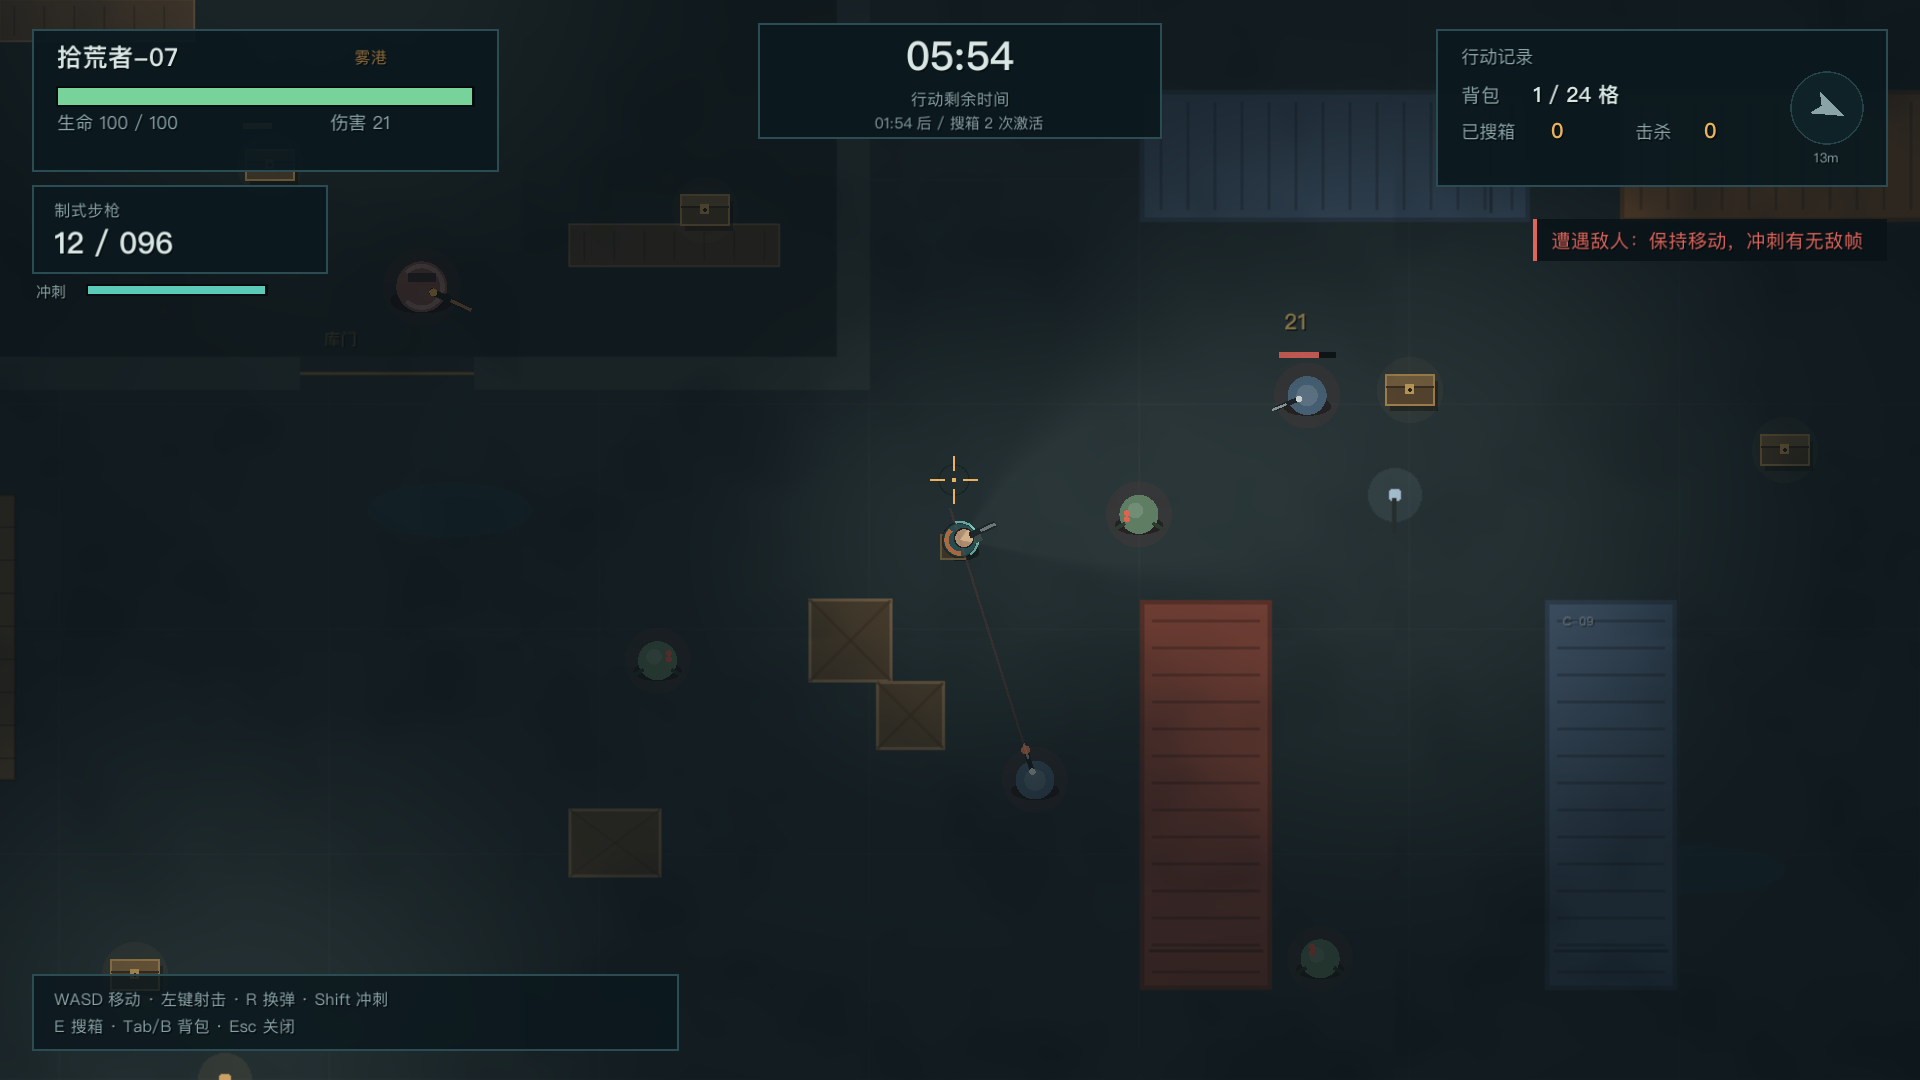 拾荒者-07
雾港
生命 100 / 100
伤害 21
制式步枪
12 / 096
冲刺
库门
05:54
行动剩余时间
01:54 后 / 搜箱 2 次激活
行动记录
背包 1 / 24 格
已搜箱 0 击杀 0
13m
遭遇敌人：保持移动，冲刺有无敌帧
21
C-09
WASD 移动 · 左键射击 · R 换弹 · Shift 冲刺
E 搜箱 · Tab/B 背包 · Esc 关闭